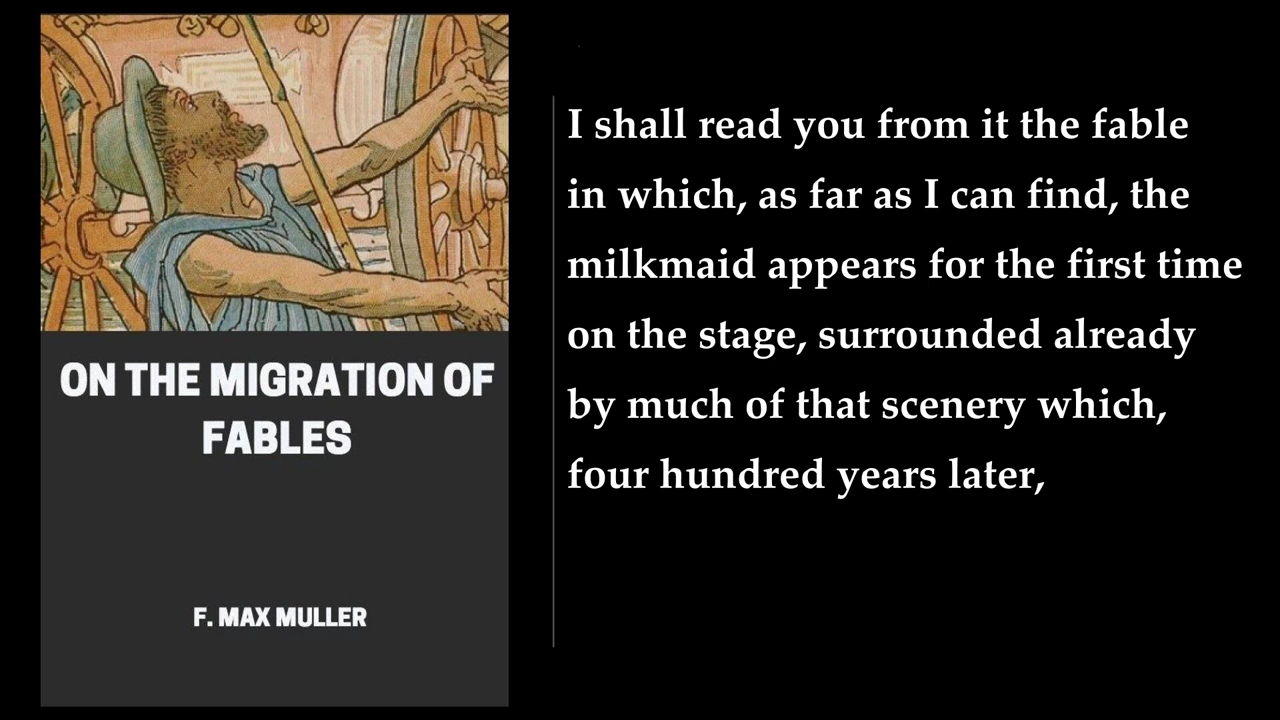 ON THE MIGRATION OF
FABLES
F. MAX MULLER
I shall read you from it the fable
in which, as far as I can find, the
milkmaid appears for the first time
on the stage, surrounded already
by much of that scenery which,
four hundred years later,